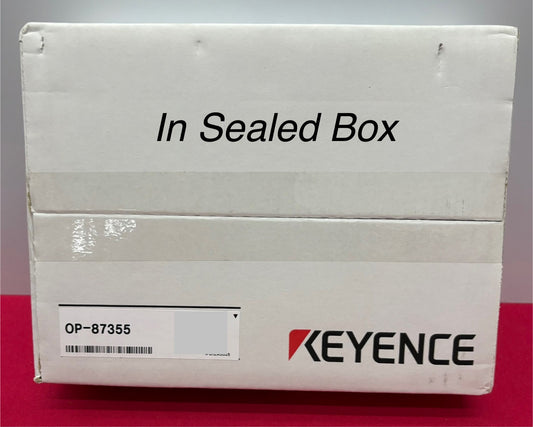 In Sealed Box
OP-87355
KEYENCE